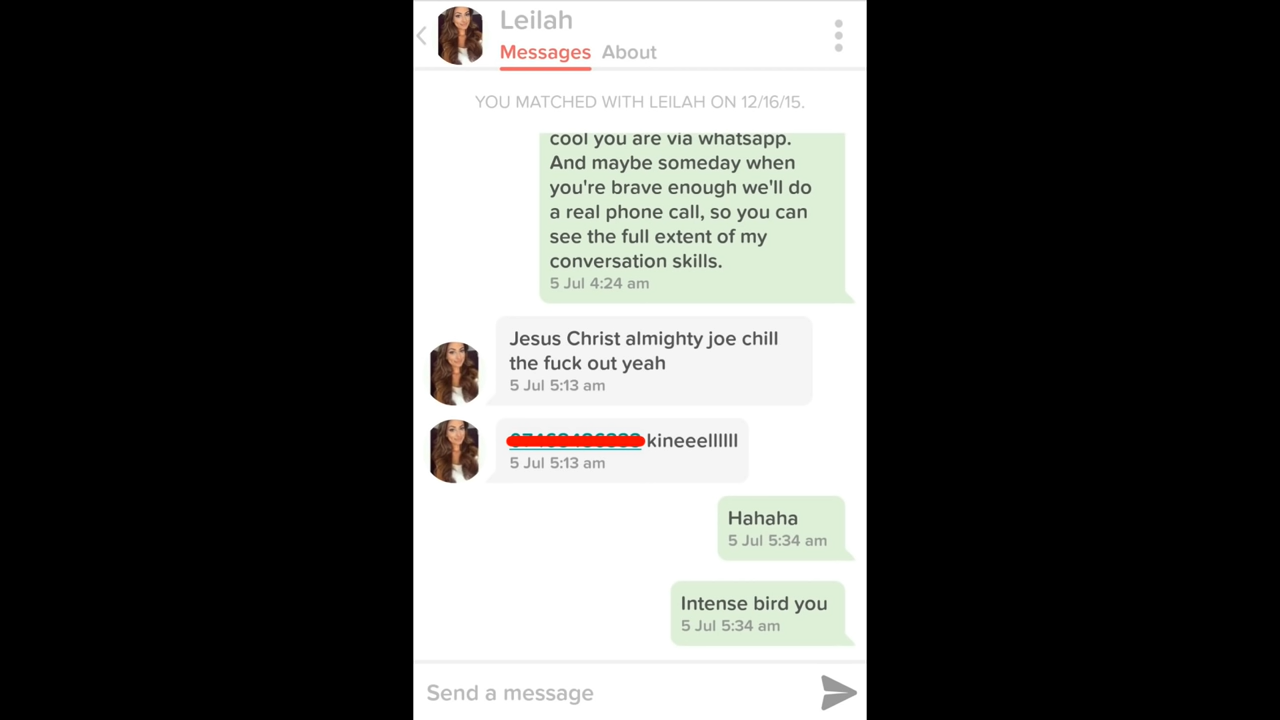 Leilah
Messages About
YOU MATCHED WITH LEILAH ON 12/16/15.
cool you are via whatsapp.
And maybe someday when
you're brave enough we'll do
a real phone call, so you can
see the full extent of my
conversation skills.
5 Jul 4:24 am
Jesus Christ almighty joe chill
the fuck out yeah
5 Jul 5:13 am
kineeellllll
5 Jul 5:13 am
Hahaha
5 Jul 5:34 am
Intense bird you
5 Jul 5:34 am
Send a message